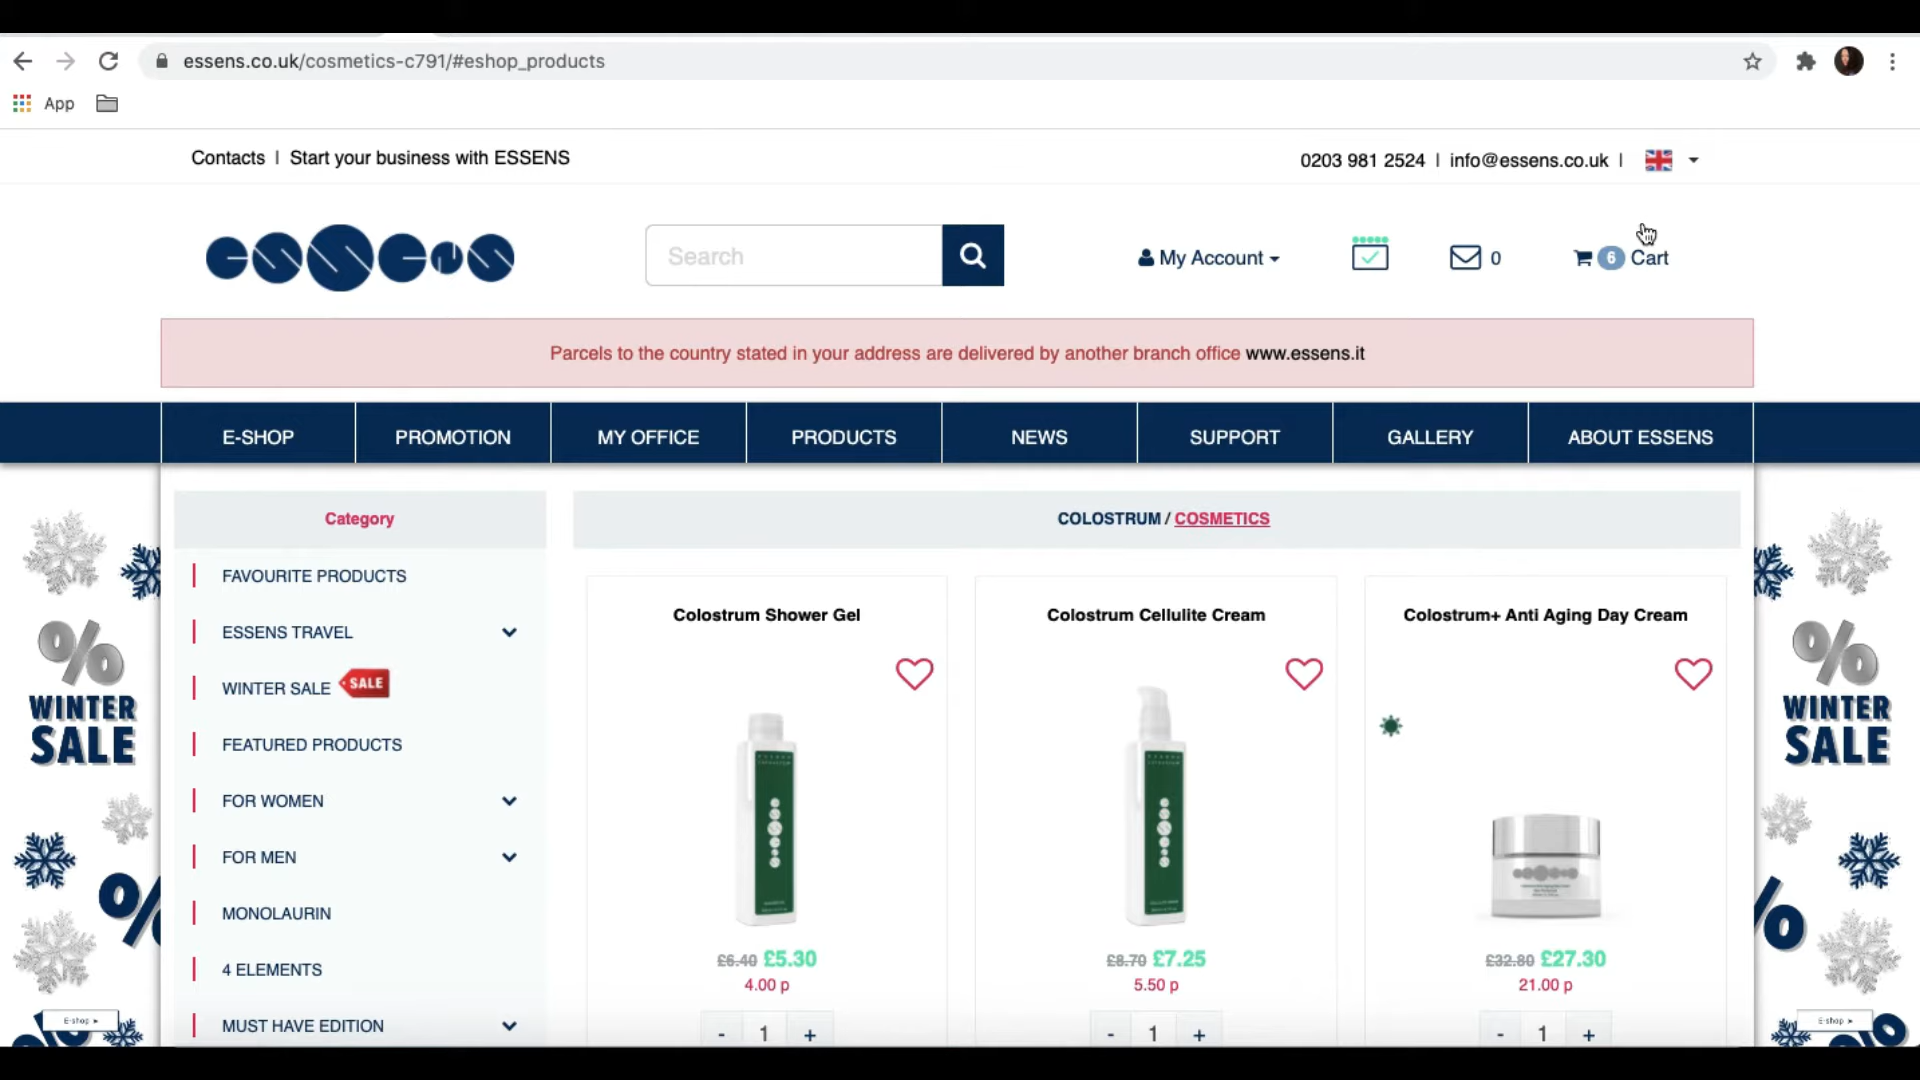 essens.co.uk/cosmetics-c791/#eshop_products
App
Contacts | Start your business with ESSENS
0203 981 2524 | info@essens.co.uk |
essens
Search
My Account
0
6 Cart
Parcels to the country stated in your address are delivered by another branch office www.essens.it
E-SHOP
PROMOTION
MY OFFICE
PRODUCTS
NEWS
SUPPORT
GALLERY
ABOUT ESSENS
Category
FAVOURITE PRODUCTS
ESSENS TRAVEL
WINTER SALE SALE
FEATURED PRODUCTS
FOR WOMEN
FOR MEN
MONOLAURIN
4 ELEMENTS
MUST HAVE EDITION
COLOSTRUM / COSMETICS
Colostrum Shower Gel
£6.40 £5.30
4.00 p
- 1 +
Colostrum Cellulite Cream
£8.70 £7.25
5.50 p
- 1 +
Colostrum+ Anti Aging Day Cream
£32.80 £27.30
21.00 p
- 1 +
%
WINTER
SALE
%
E-shop
%
WINTER
SALE
%
E-shop